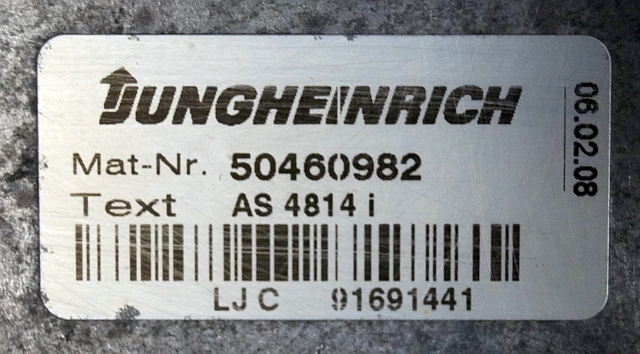 JUNGHEINRICH
Mat-Nr. 50460982
Text AS 4814 i
LJ C 91691441
06.02.08